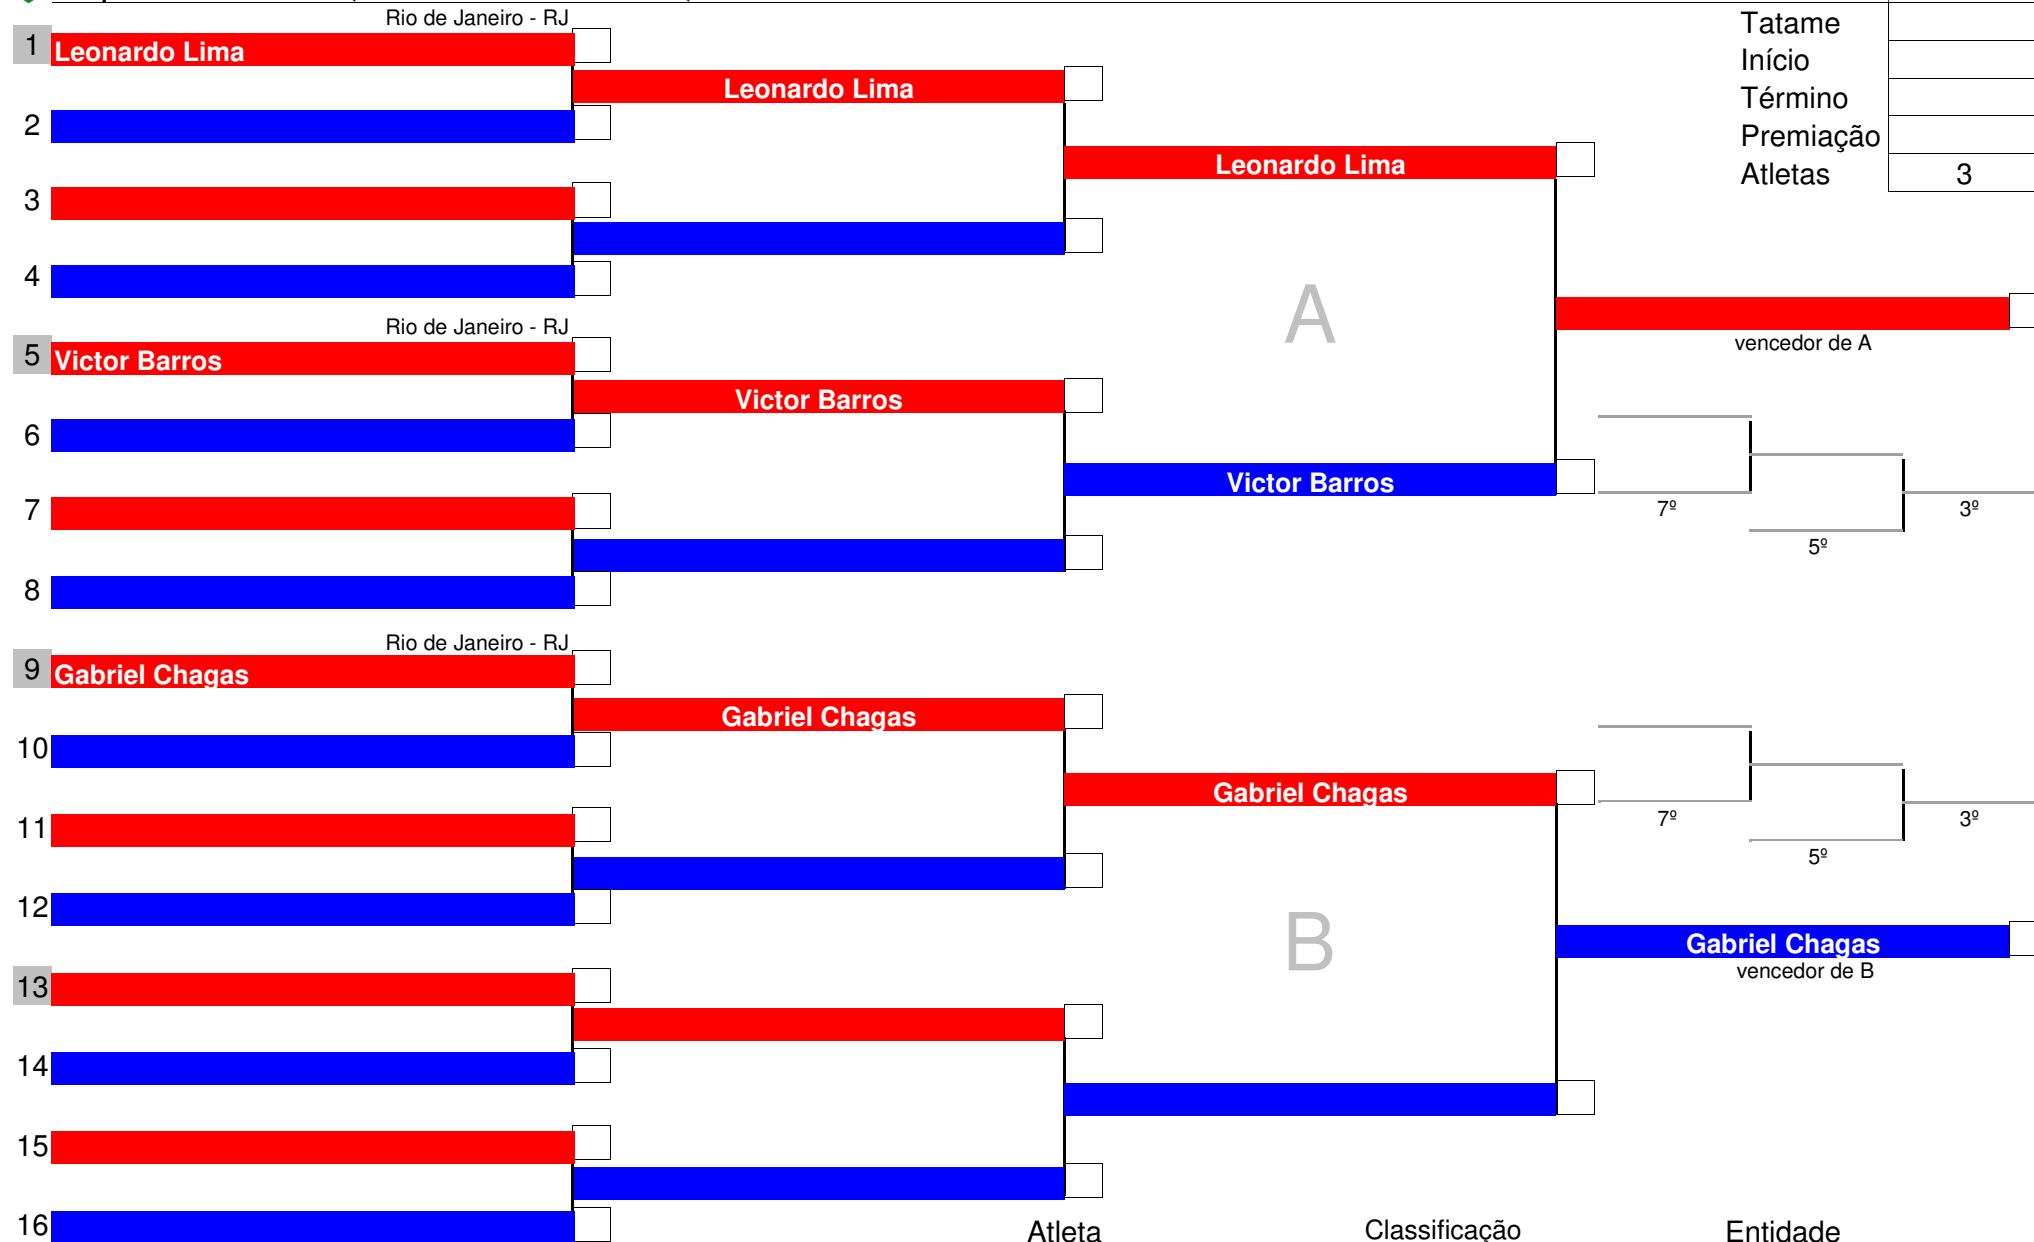 Rio de Janeiro - RJ
Tatame
1 Leonardo Lima
Início
Leonardo Lima
Término
2
Premiação
Leonardo Lima
Atletas 3
3
4
A
Rio de Janeiro - RJ
vencedor de A
5 Victor Barros
Victor Barros
6
Victor Barros
7
7º 3º
5º
8
Rio de Janeiro - RJ
9 Gabriel Chagas
Gabriel Chagas
10
Gabriel Chagas
7º 3º
11
5º
12
B
Gabriel Chagas
vencedor de B
13
14
15
16
Atleta Classificação Entidade